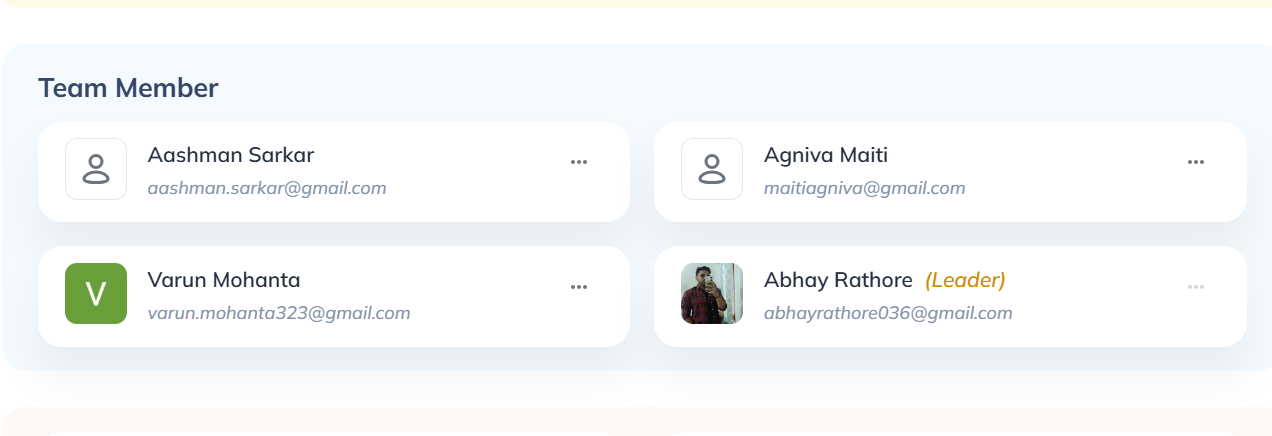 Team Member
Aashman Sarkar
aashman.sarkar@gmail.com
Agniva Maiti
maitiagniva@gmail.com
V
Varun Mohanta
varun.mohanta323@gmail.com
Abhay Rathore (Leader)
abhayrathore036@gmail.com